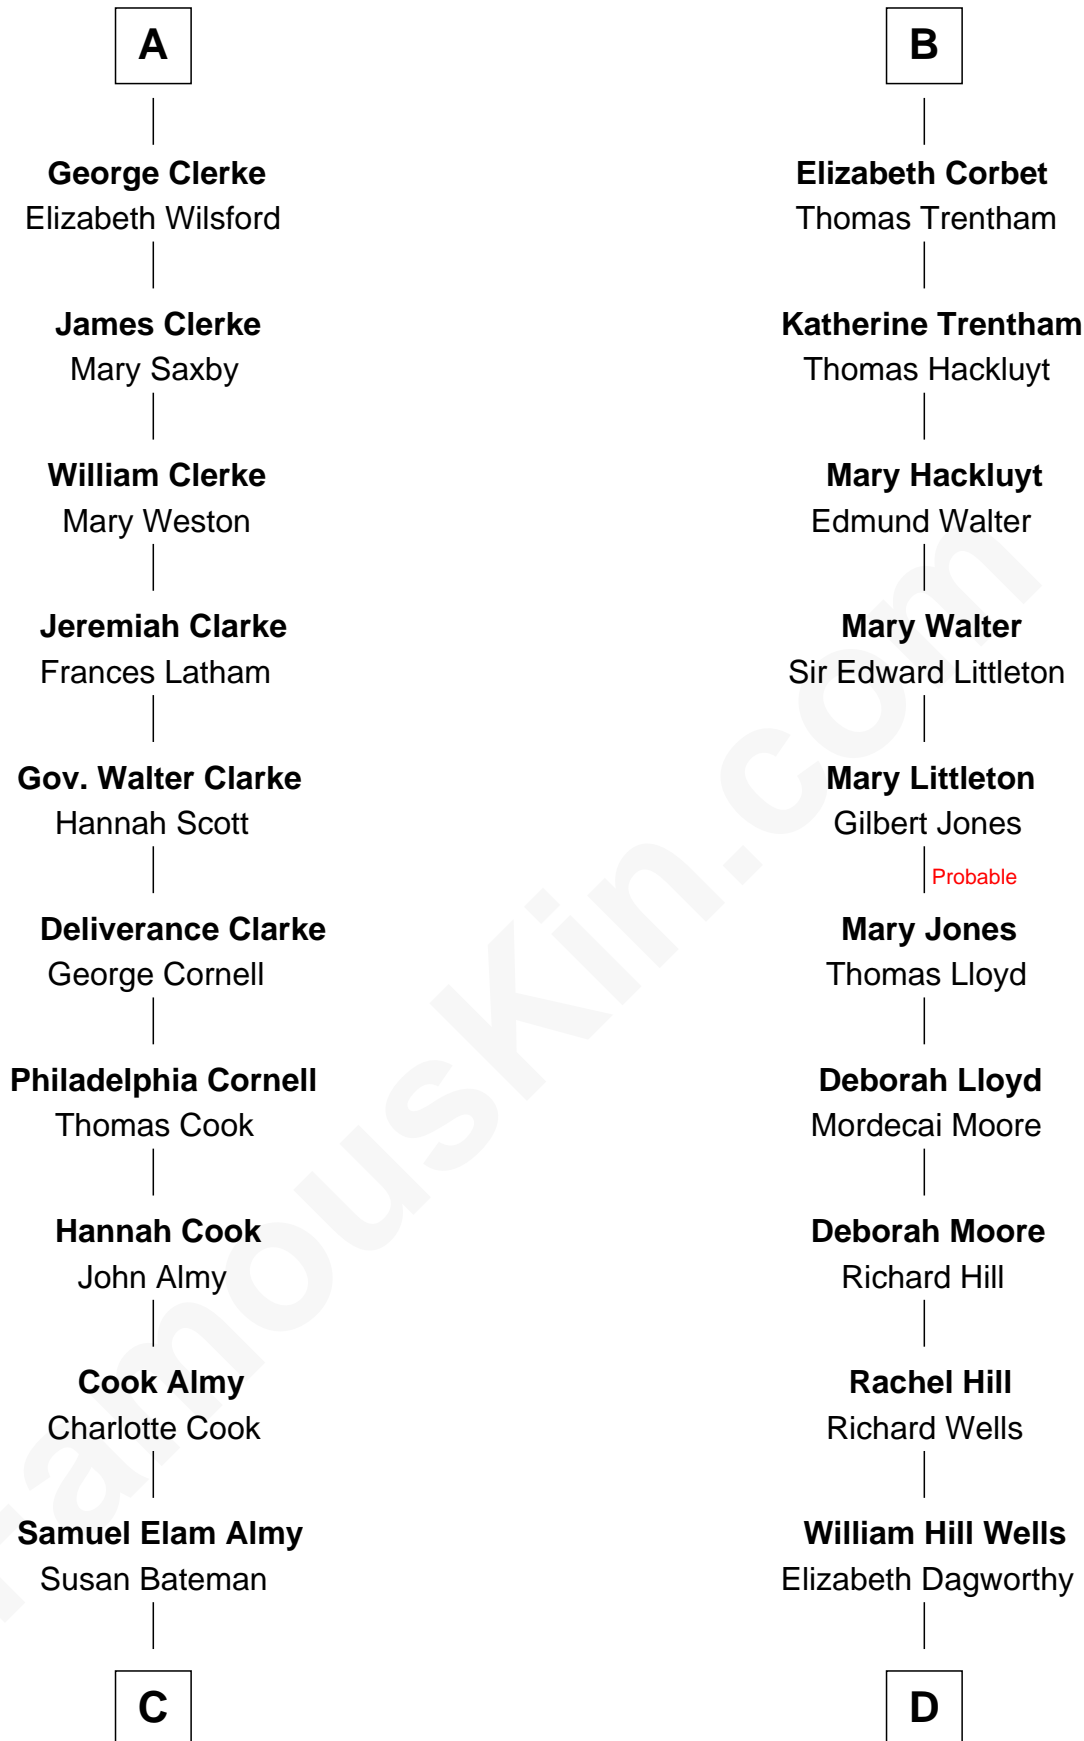 A
George Clerke
Elizabeth Wilsford
James Clerke
Mary Saxby
William Clerke
Mary Weston
Jeremiah Clarke
Frances Latham
Gov. Walter Clarke
Hannah Scott
Deliverance Clarke
George Cornell
Philadelphia Cornell
Thomas Cook
Hannah Cook
John Almy
Cook Almy
Charlotte Cook
Samuel Elam Almy
Susan Bateman
C
B
Elizabeth Corbet
Thomas Trentham
Katherine Trentham
Thomas Hackluyt
Mary Hackluyt
Edmund Walter
Mary Walter
Sir Edward Littleton
Mary Littleton
Gilbert Jones
Probable
Mary Jones
Thomas Lloyd
Deborah Lloyd
Mordecai Moore
Deborah Moore
Richard Hill
Rachel Hill
Richard Wells
William Hill Wells
Elizabeth Dagworthy
D
FamousKin.com